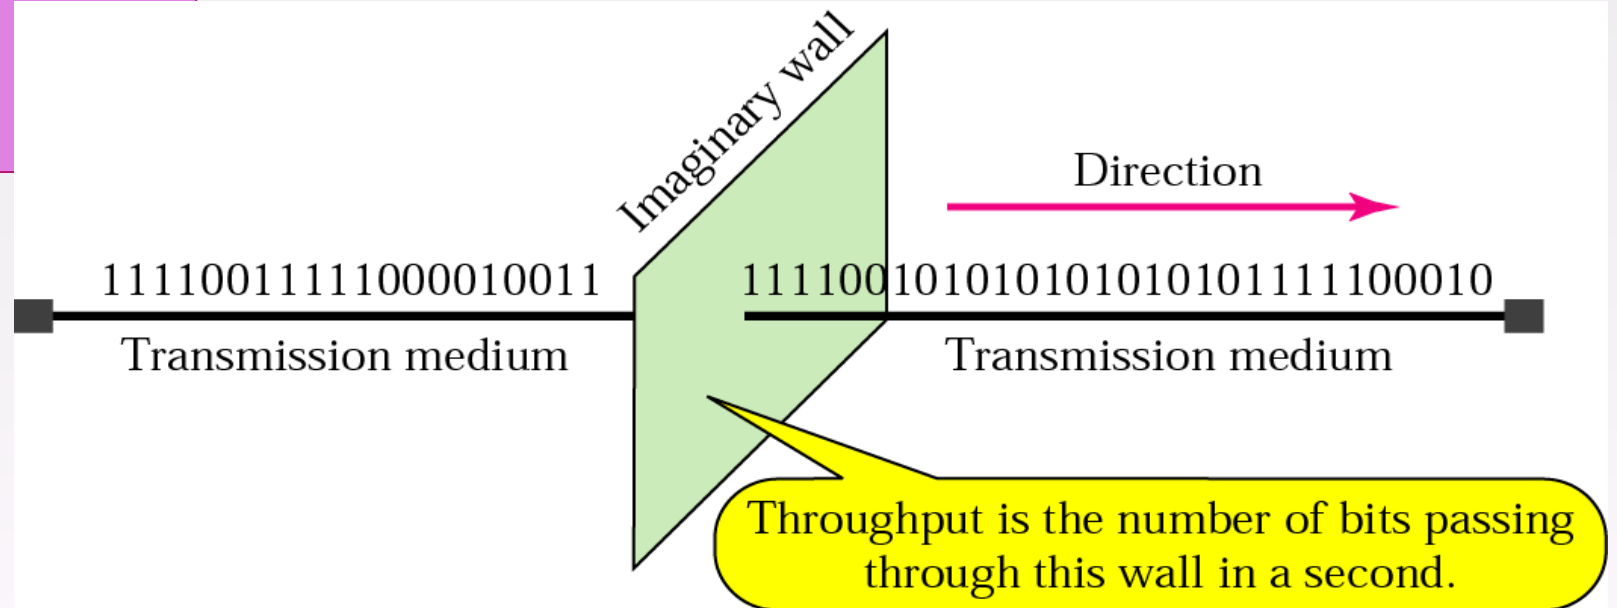 Imaginary wall
Direction
11110011111000010011
111100101010101010101111100010
Transmission medium
Transmission medium
Throughput is the number of bits passing
through this wall in a second.